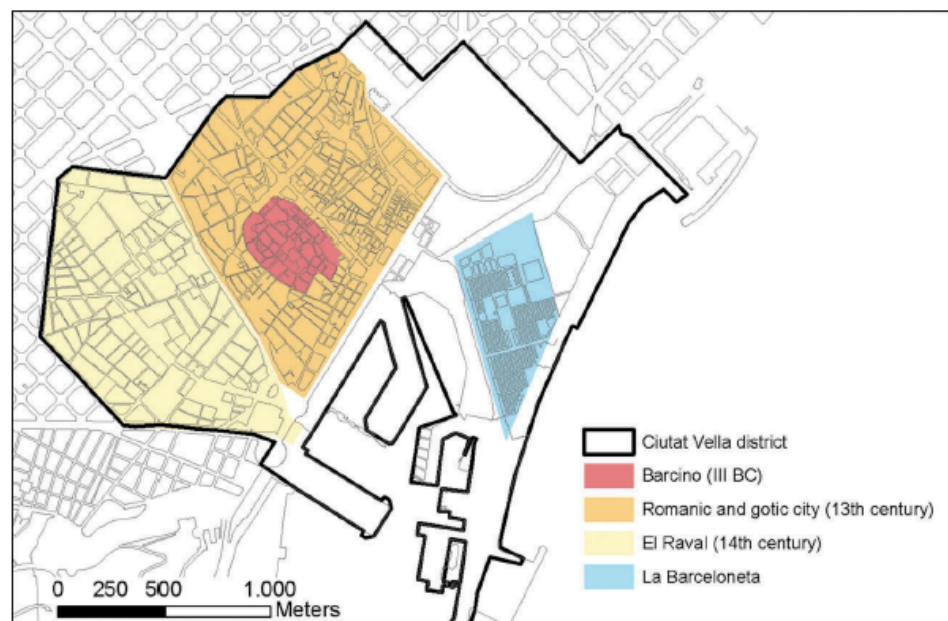 Ciutat Vella district
Barcino (III BC)
Romanic and gotic city (13th century)
El Raval (14th century)
La Barceloneta
0 250 500 1.000
Meters